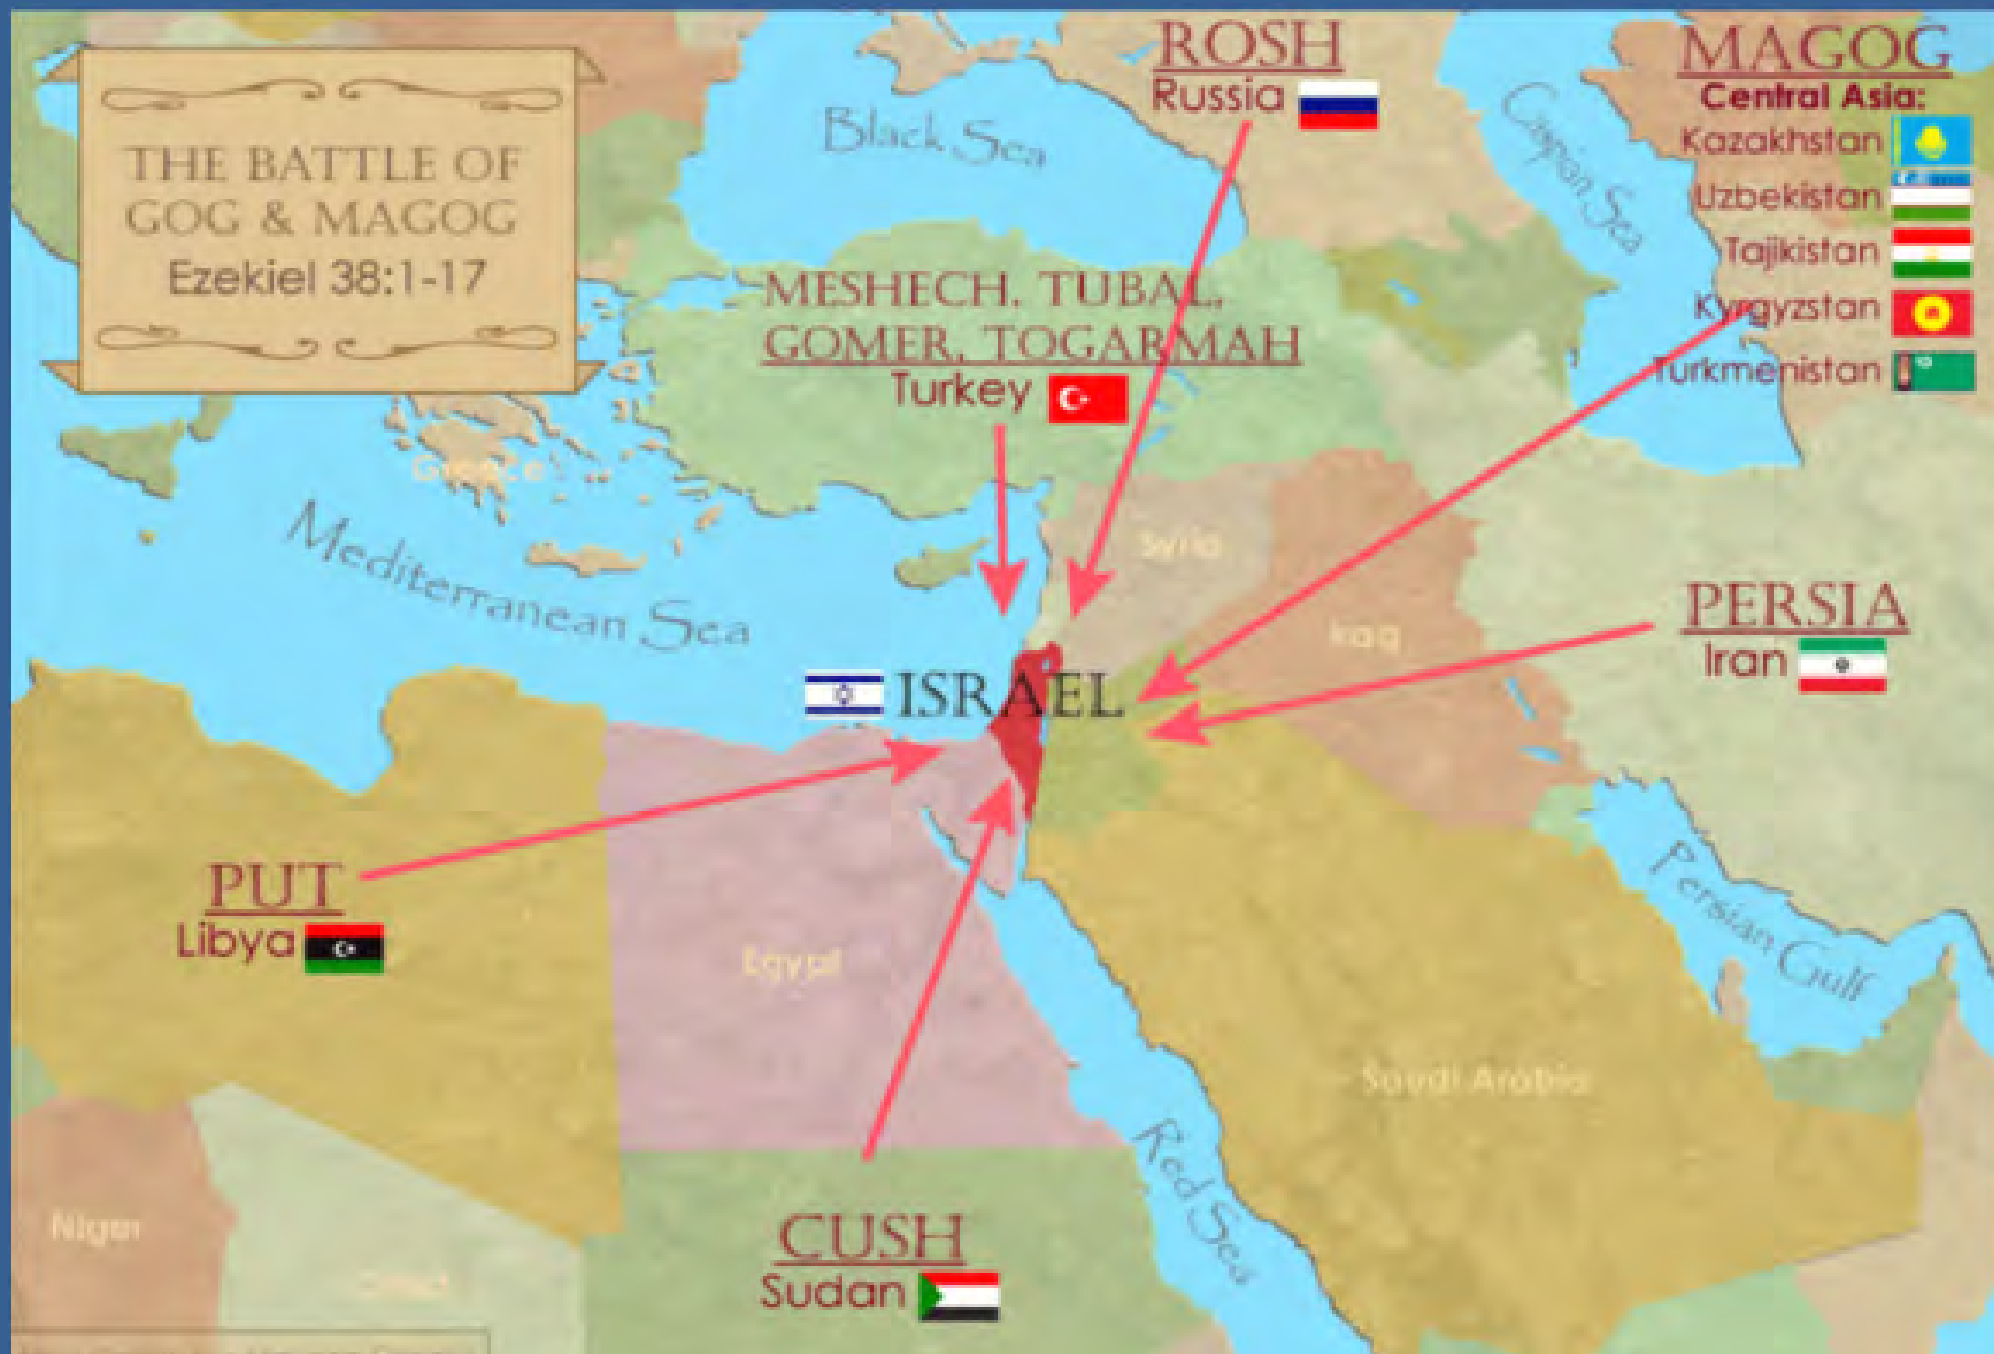 THE BATTLE OF
GOG & MAGOG
Ezekiel 38:1-17
ROSH
Russia
MAGOG
Central Asia:
Kazakhstan
Uzbekistan
Tajikistan
Kyrgyzstan
Turkmenistan
Black Sea
Caspian Sea
MESHECH, TUBAL,
GOMER, TOGARMAH
Turkey
Greece
Mediterranean Sea
Syria
Iraq
PERSIA
Iran
ISRAEL
PUT
Libya
Egypt
Persian Gulf
Saudi Arabia
Red Sea
Niger
CUSH
Sudan